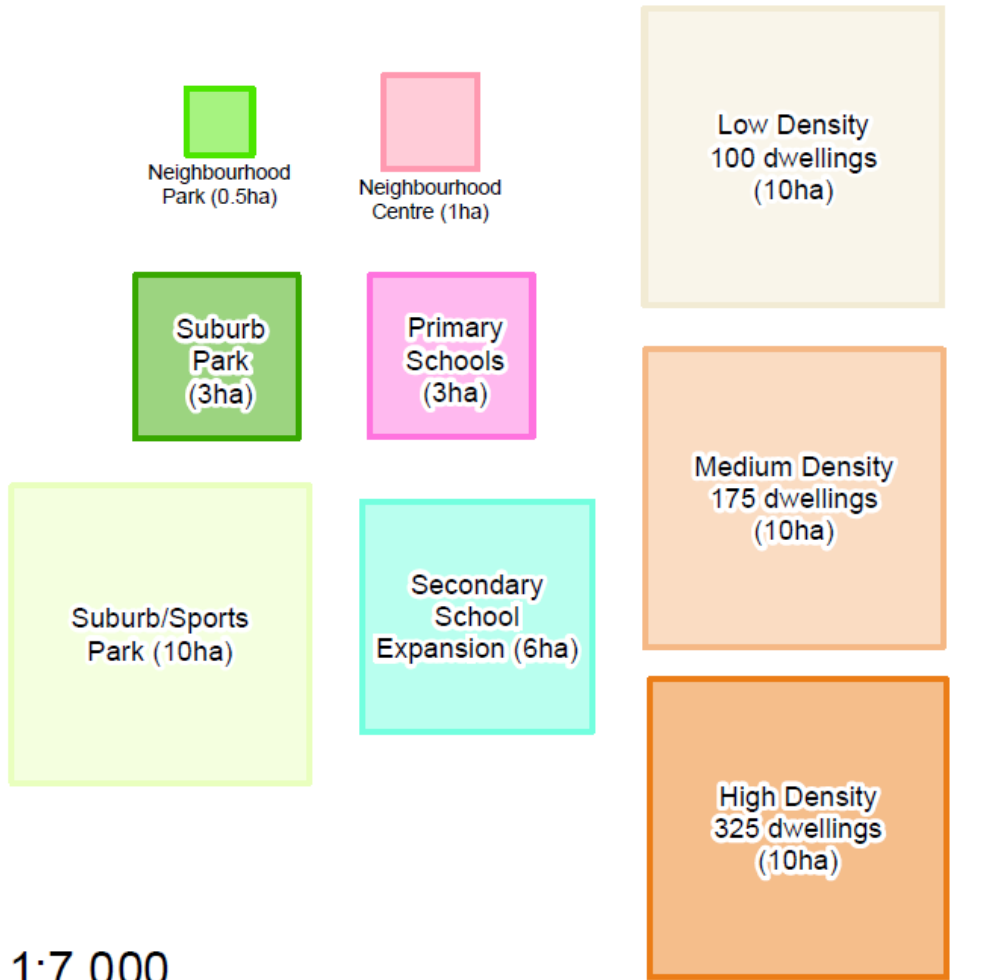 Neighbourhood
Park (0.5ha)
Neighbourhood
Centre (1ha)
Low Density
100 dwellings
(10ha)
Suburb
Park
(3ha)
Primary
Schools
(3ha)
Medium Density
175 dwellings
(10ha)
Suburb/Sports
Park (10ha)
Secondary
School
Expansion (6ha)
High Density
325 dwellings
(10ha)
1:7 000